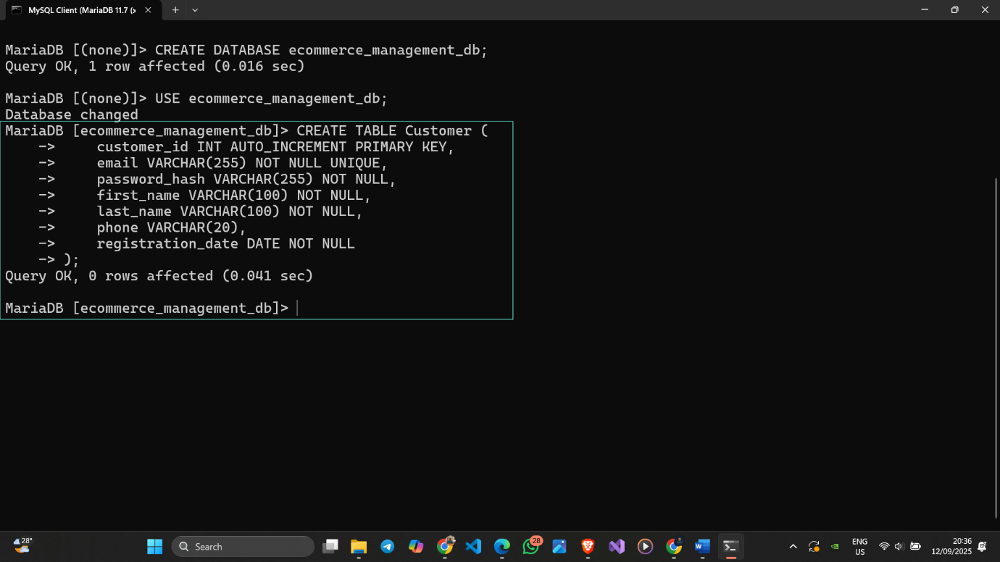 MySQL Client (MariaDB 11.7 (x
MariaDB [(none)]> CREATE DATABASE ecommerce_management_db;
Query OK, 1 row affected (0.016 sec)
MariaDB [(none)]> USE ecommerce_management_db;
Database changed
MariaDB [ecommerce_management_db]> CREATE TABLE Customer (
    ->     customer_id INT AUTO_INCREMENT PRIMARY KEY,
    ->     email VARCHAR(255) NOT NULL UNIQUE,
    ->     password_hash VARCHAR(255) NOT NULL,
    ->     first_name VARCHAR(100) NOT NULL,
    ->     last_name VARCHAR(100) NOT NULL,
    ->     phone VARCHAR(20),
    ->     registration_date DATE NOT NULL
    -> );
Query OK, 0 rows affected (0.041 sec)
MariaDB [ecommerce_management_db]>
28°
Search
28
ENG
US
20:36
12/09/2025